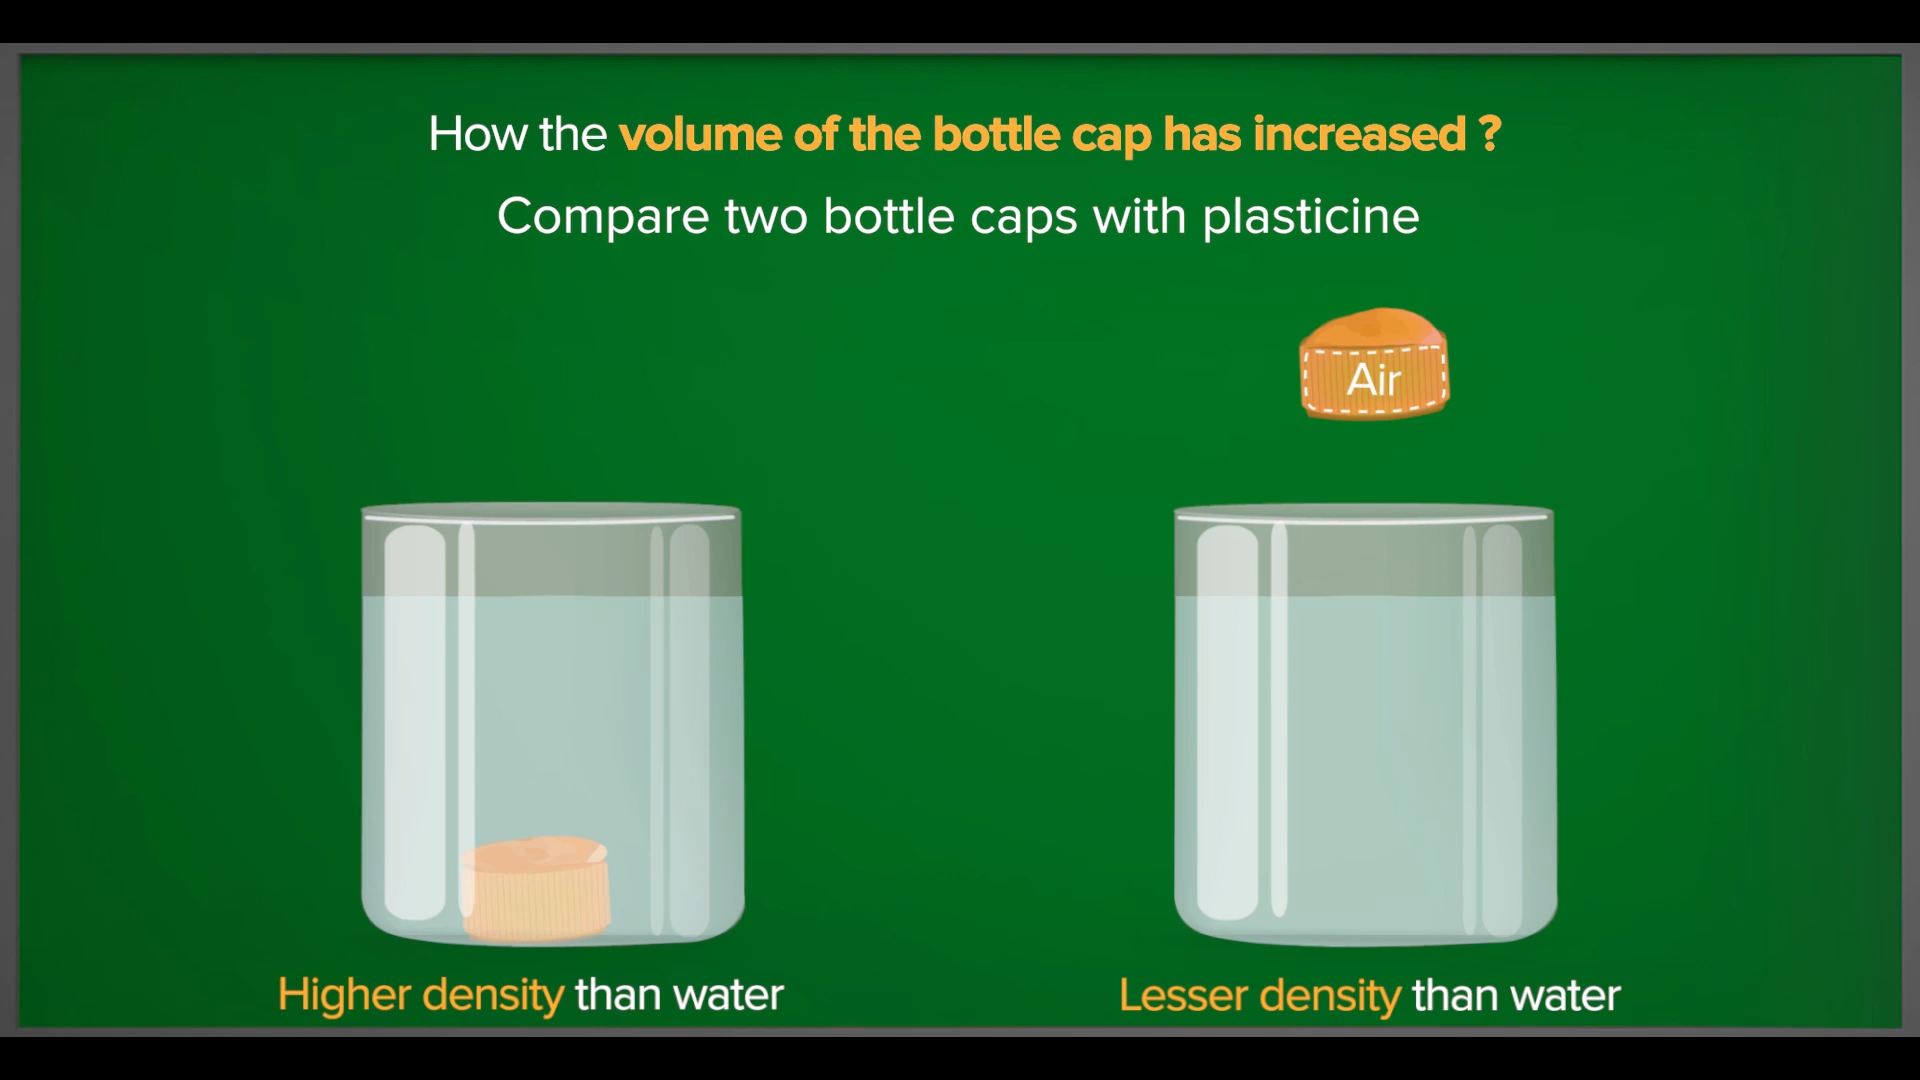 How the volume of the bottle cap has increased ?
Compare two bottle caps with plasticine
Air
Higher density than water
Lesser density than water